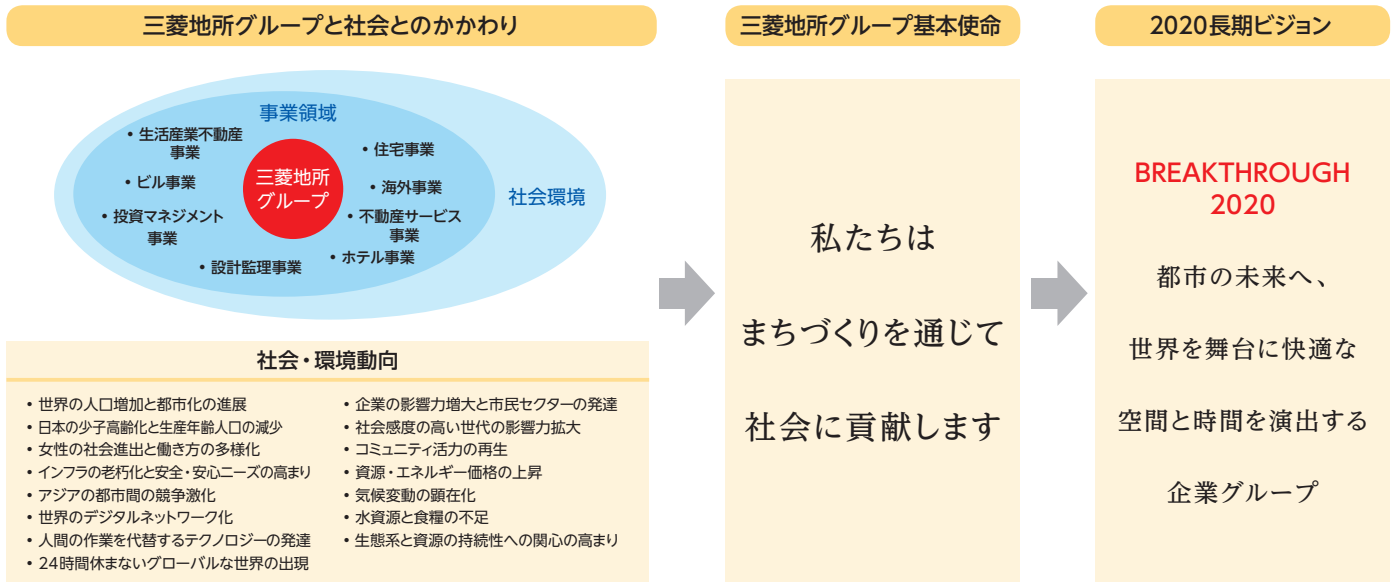 三菱地所グループと社会とのかかわり
事業領域
• 生活産業不動産
事業
• ビル事業
• 投資マネジメント
事業
• 設計監理事業
三菱地所
グループ
• 住宅事業
• 海外事業
• 不動産サービス
事業
• ホテル事業
社会環境
社会・環境動向
• 世界の人口増加と都市化の進展
• 日本の少子高齢化と生産年齢人口の減少
• 女性の社会進出と働き方の多様化
• インフラの老朽化と安全・安心ニーズの高まり
• アジアの都市間の競争激化
• 世界のデジタルネットワーク化
• 人間の作業を代替するテクノロジーの発達
• 24時間休まないグローバルな世界の出現
• 企業の影響力増大と市民セクターの発達
• 社会感度の高い世代の影響力拡大
• コミュニティ活力の再生
• 資源・エネルギー価格の上昇
• 気候変動の顕在化
• 水資源と食糧の不足
• 生態系と資源の持続性への関心の高まり
三菱地所グループ基本使命
私たちは
まちづくりを通じて
社会に貢献します
2020長期ビジョン
BREAKTHROUGH
2020
都市の未来へ、
世界を舞台に快適な
空間と時間を演出する
企業グループ